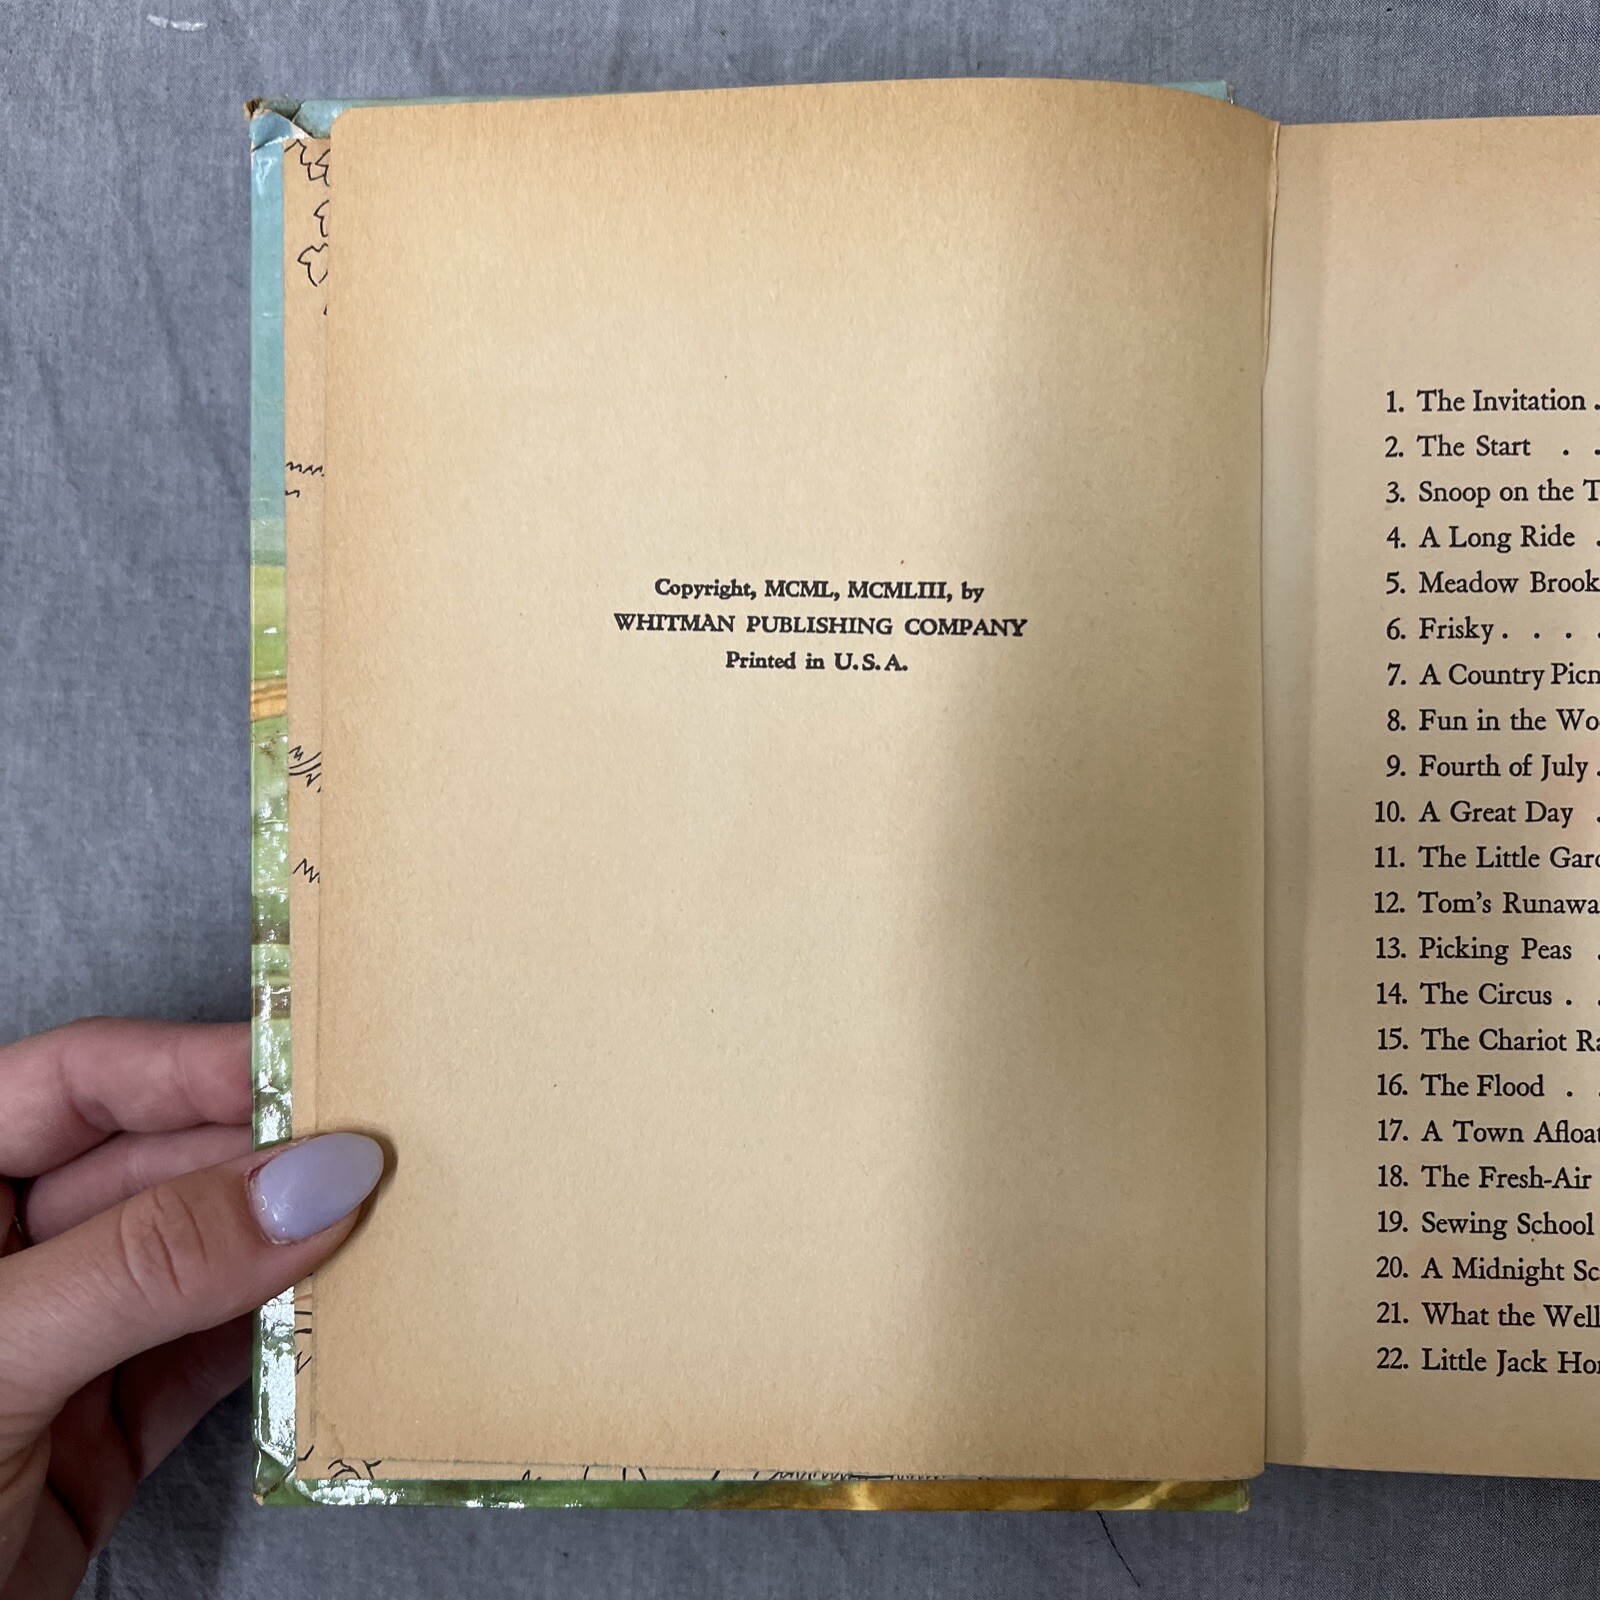 Copyright, MCML, MCMLIII, by
WHITMAN PUBLISHING COMPANY
Printed in U.S.A.
1. The Invitation .
2. The Start . .
3. Snoop on the
4. A Long Ride .
5. Meadow Brook
6. Frisky . . . .
7. A Country
8. Fun in the
9. Fourth of July .
10. A Great Day .
11. The Little
12. Tom's
13. Picking Peas .
14. The Circus . .
15. The Chariot
16. The Flood . .
17. A Town
18. The Fresh-Air
19. Sewing School
20. A Midnight
21. What the
22. Little Jack